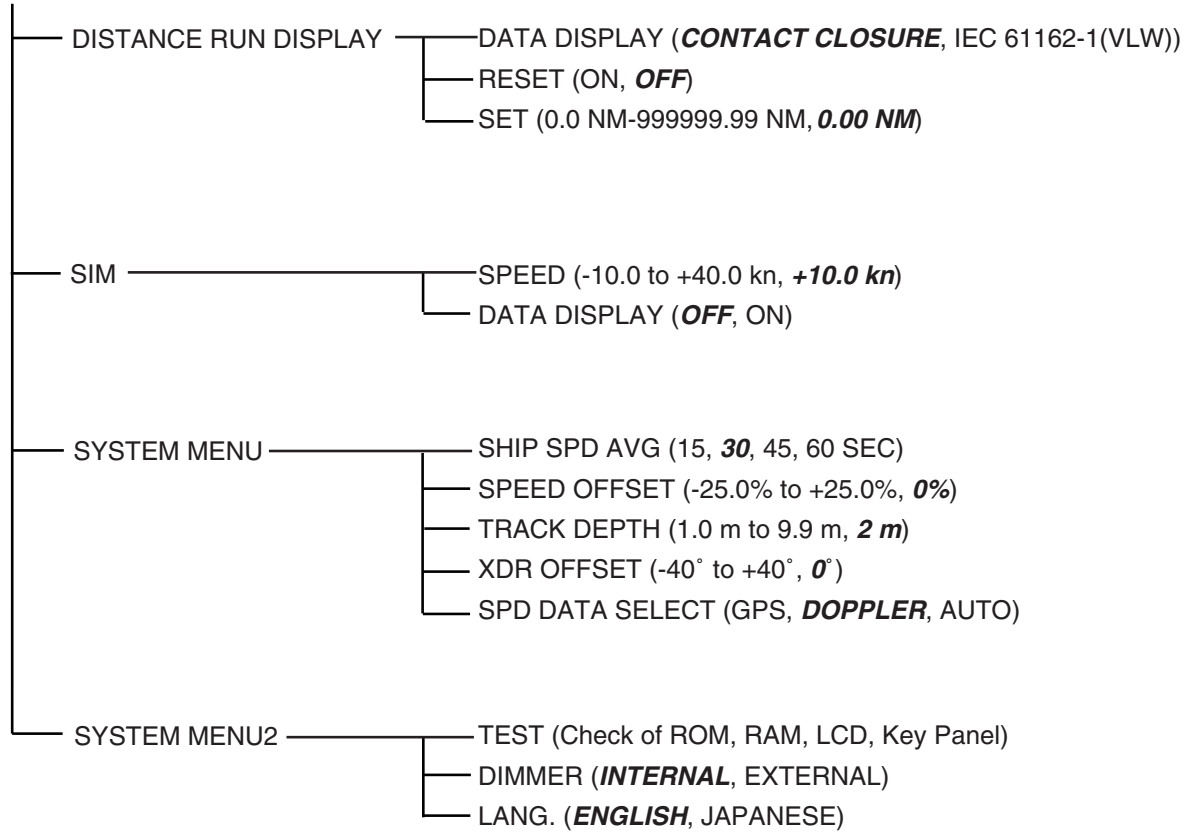 DISTANCE RUN DISPLAY DATA DISPLAY (CONTACT CLOSURE, IEC 61162-1(VLW))
RESET (ON, OFF)
SET (0.0 NM-999999.99 NM, 0.00 NM)
SIM SPEED (-10.0 to +40.0 kn, +10.0 kn)
DATA DISPLAY (OFF, ON)
SYSTEM MENU SHIP SPD AVG (15, 30, 45, 60 SEC)
SPEED OFFSET (-25.0% to +25.0%, 0%)
TRACK DEPTH (1.0 m to 9.9 m, 2 m)
XDR OFFSET (-40˚ to +40˚, 0˚)
SPD DATA SELECT (GPS, DOPPLER, AUTO)
SYSTEM MENU2 TEST (Check of ROM, RAM, LCD, Key Panel)
DIMMER (INTERNAL, EXTERNAL)
LANG. (ENGLISH, JAPANESE)